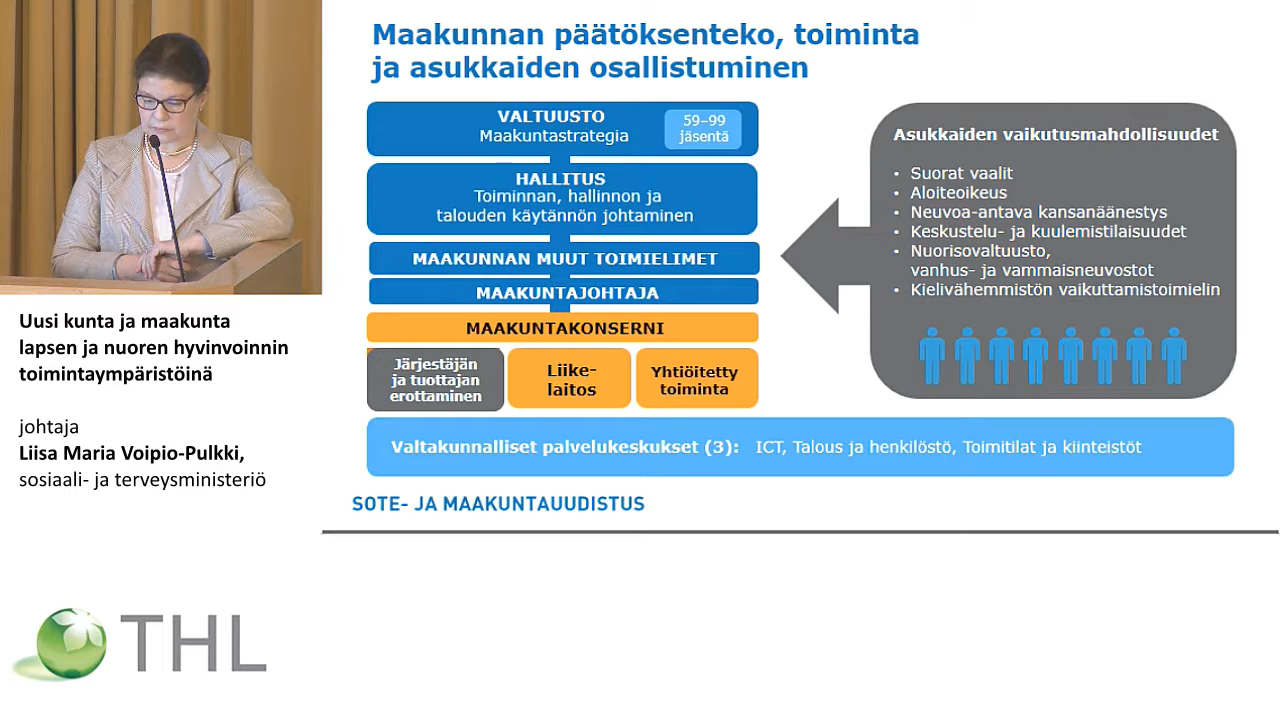 Maakunnan päätöksenteko, toiminta
ja asukkaiden osallistuminen
VALTUUSTO
Maakuntastrategia
59–99
jäsentä
HALLITUS
Toiminnan, hallinnon ja
talouden käytännön johtaminen
MAAKUNNAN MUUT TOIMIELIMET
MAAKUNTAJOHTAJA
MAAKUNTAKONSERNI
Järjestäjän
ja tuottajan
erottaminen
Liike-
laitos
Yhtiöitetty
toiminta
Asukkaiden vaikutusmahdollisuudet
• Suorat vaalit
• Aloiteoikeus
• Neuvoa-antava kansanäänestys
• Keskustelu- ja kuulemistilaisuudet
• Nuorisovaltuusto,
vanhus- ja vammaisneuvostot
• Kielivähemmistön vaikuttamistoimielin
Valtakunnalliset palvelukeskukset (3): ICT, Talous ja henkilöstö, Toimitilat ja kiinteistöt
SOTE- JA MAAKUNTAUUDISTUS
Uusi kunta ja maakunta
lapsen ja nuoren hyvinvoinnin
toimintaympäristöinä
johtaja
Liisa Maria Voipio-Pulkki,
sosiaali- ja terveysministeriö
THL